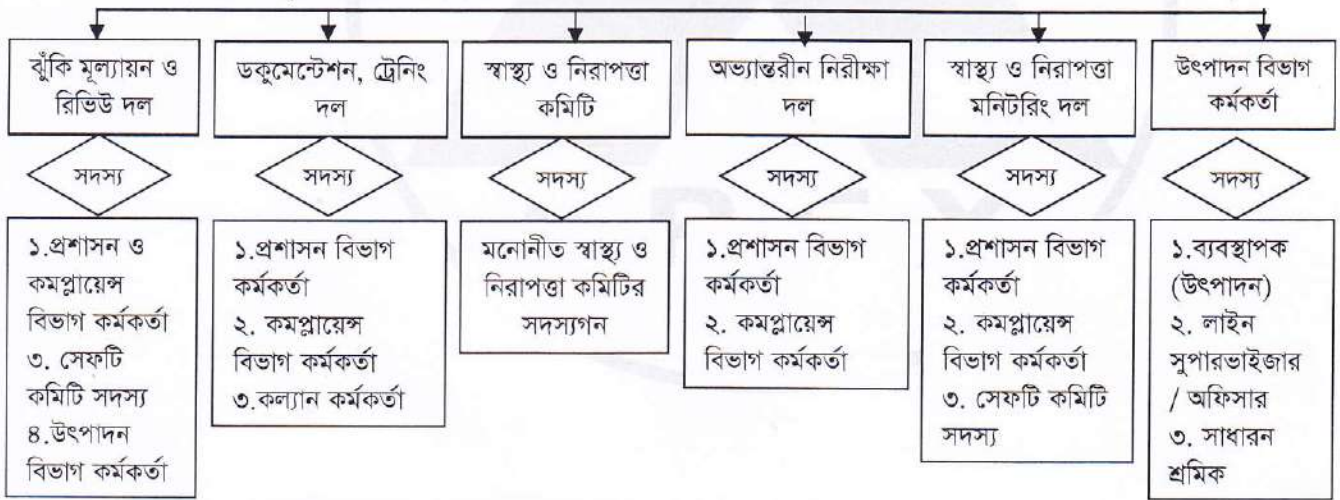 ঝুঁকি মূল্যায়ন ও
রিভিউ দল
ডকুমেন্টেশন, ট্রেনিং
দল
স্বাস্থ্য ও নিরাপত্তা
কমিটি
অভ্যান্তরীন নিরীক্ষা
দল
স্বাস্থ্য ও নিরাপত্তা
মনিটরিং দল
উৎপাদন বিভাগ
কর্মকর্তা
সদস্য
সদস্য
সদস্য
সদস্য
সদস্য
সদস্য
১.প্রশাসন ও
কমপ্লায়েন্স
বিভাগ কর্মকর্তা
৩. সেফটি
কমিটি সদস্য
৪.উৎপাদন
বিভাগ কর্মকর্তা
১.প্রশাসন বিভাগ
কর্মকর্তা
২. কমপ্লায়েন্স
বিভাগ কর্মকর্তা
৩.কল্যান কর্মকর্তা
মনোনীত স্বাস্থ্য ও
নিরাপত্তা কমিটির
সদস্যগন
১.প্রশাসন বিভাগ
কর্মকর্তা
২. কমপ্লায়েন্স
বিভাগ কর্মকর্তা
১.প্রশাসন বিভাগ
কর্মকর্তা
২. কমপ্লায়েন্স
বিভাগ কর্মকর্তা
৩. সেফটি কমিটি
সদস্য
১.ব্যবস্থাপক
(উৎপাদন)
২. লাইন
সুপারভাইজার
/ অফিসার
৩. সাধারন
শ্রমিক